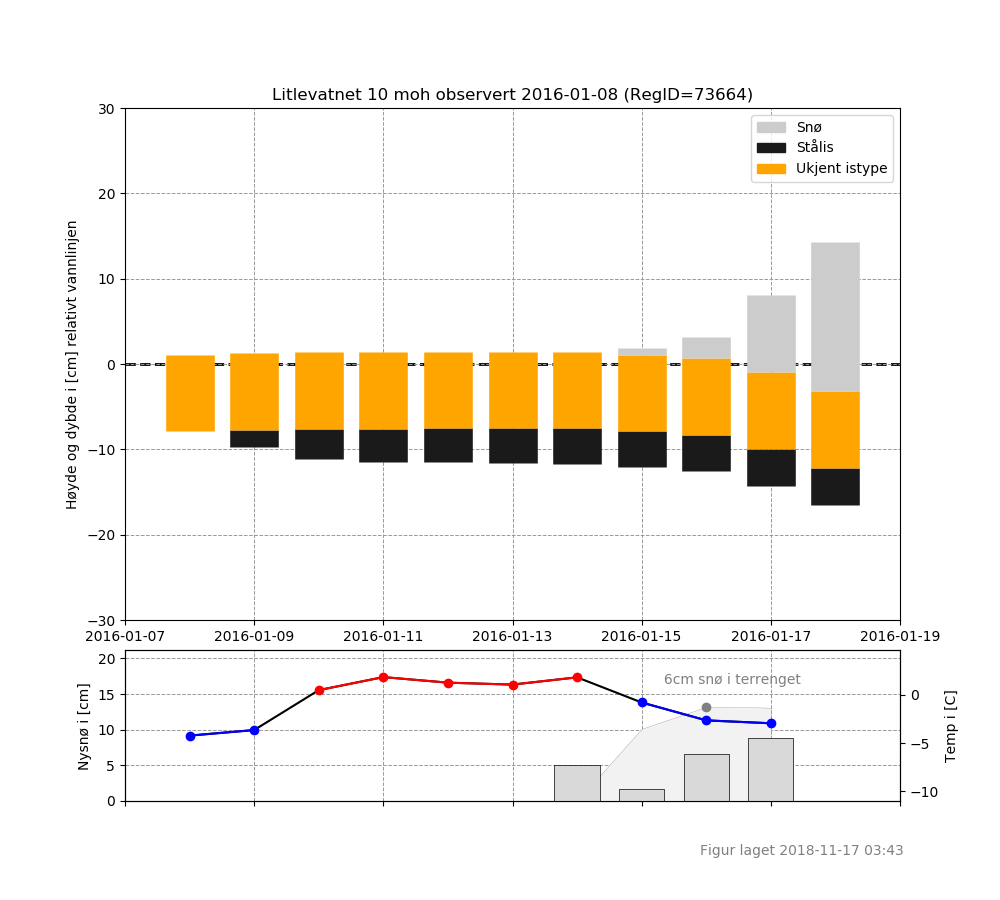 Litlevatnet 10 moh observert 2016-01-08 (RegID=73664)
Høyde og dybde i [cm] relativt vannlinjen
30
20
10
0
−10
−20
−30
Snø
Stålis
Ukjent istype
2016-01-07 2016-01-09 2016-01-11 2016-01-13 2016-01-15 2016-01-17 2016-01-19
Nysnø i [cm]
20
15
10
5
0
6cm snø i terrenget
0
−5
−10
Temp i [C]
Figur laget 2018-11-17 03:43